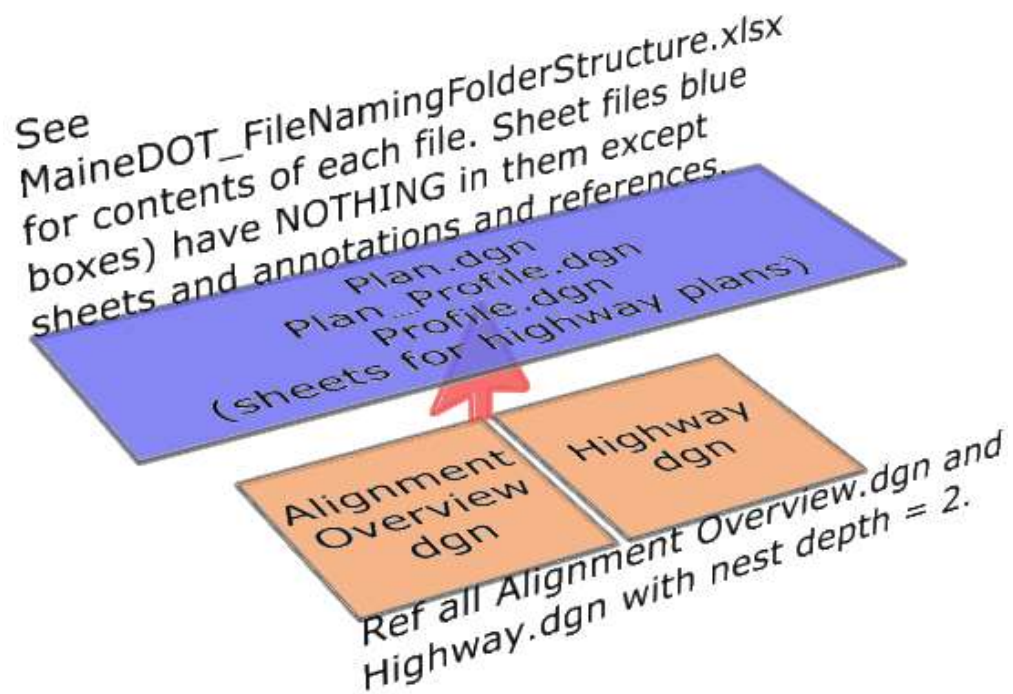 See
MaineDOT_FileNamingFolderStructure.xlsx
for contents of each file. Sheet files blue
boxes) have NOTHING in them except
sheets and annotations and references.
Plan.dgn
Plan_Profile.dgn
Profile.dgn
(sheets for highway plans)
Alignment
Overview
dgn
Highway
dgn
Ref all Alignment Overview.dgn and
Highway.dgn with nest depth = 2.